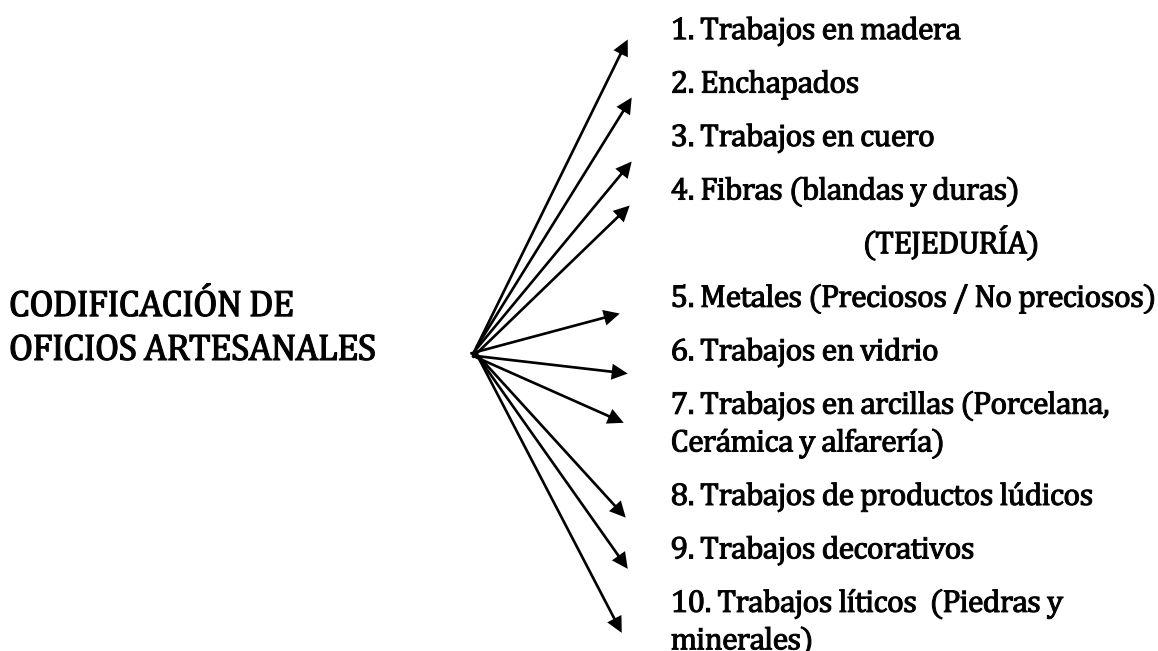 CODIFICACIÓN DE
OFICIOS ARTESANALES
1. Trabajos en madera
2. Enchapados
3. Trabajos en cuero
4. Fibras (blandas y duras)
(TEJEDURÍA)
5. Metales (Preciosos / No preciosos)
6. Trabajos en vidrio
7. Trabajos en arcillas (Porcelana,
Cerámica y alfarería)
8. Trabajos de productos lúdicos
9. Trabajos decorativos
10. Trabajos líticos (Piedras y
minerales)